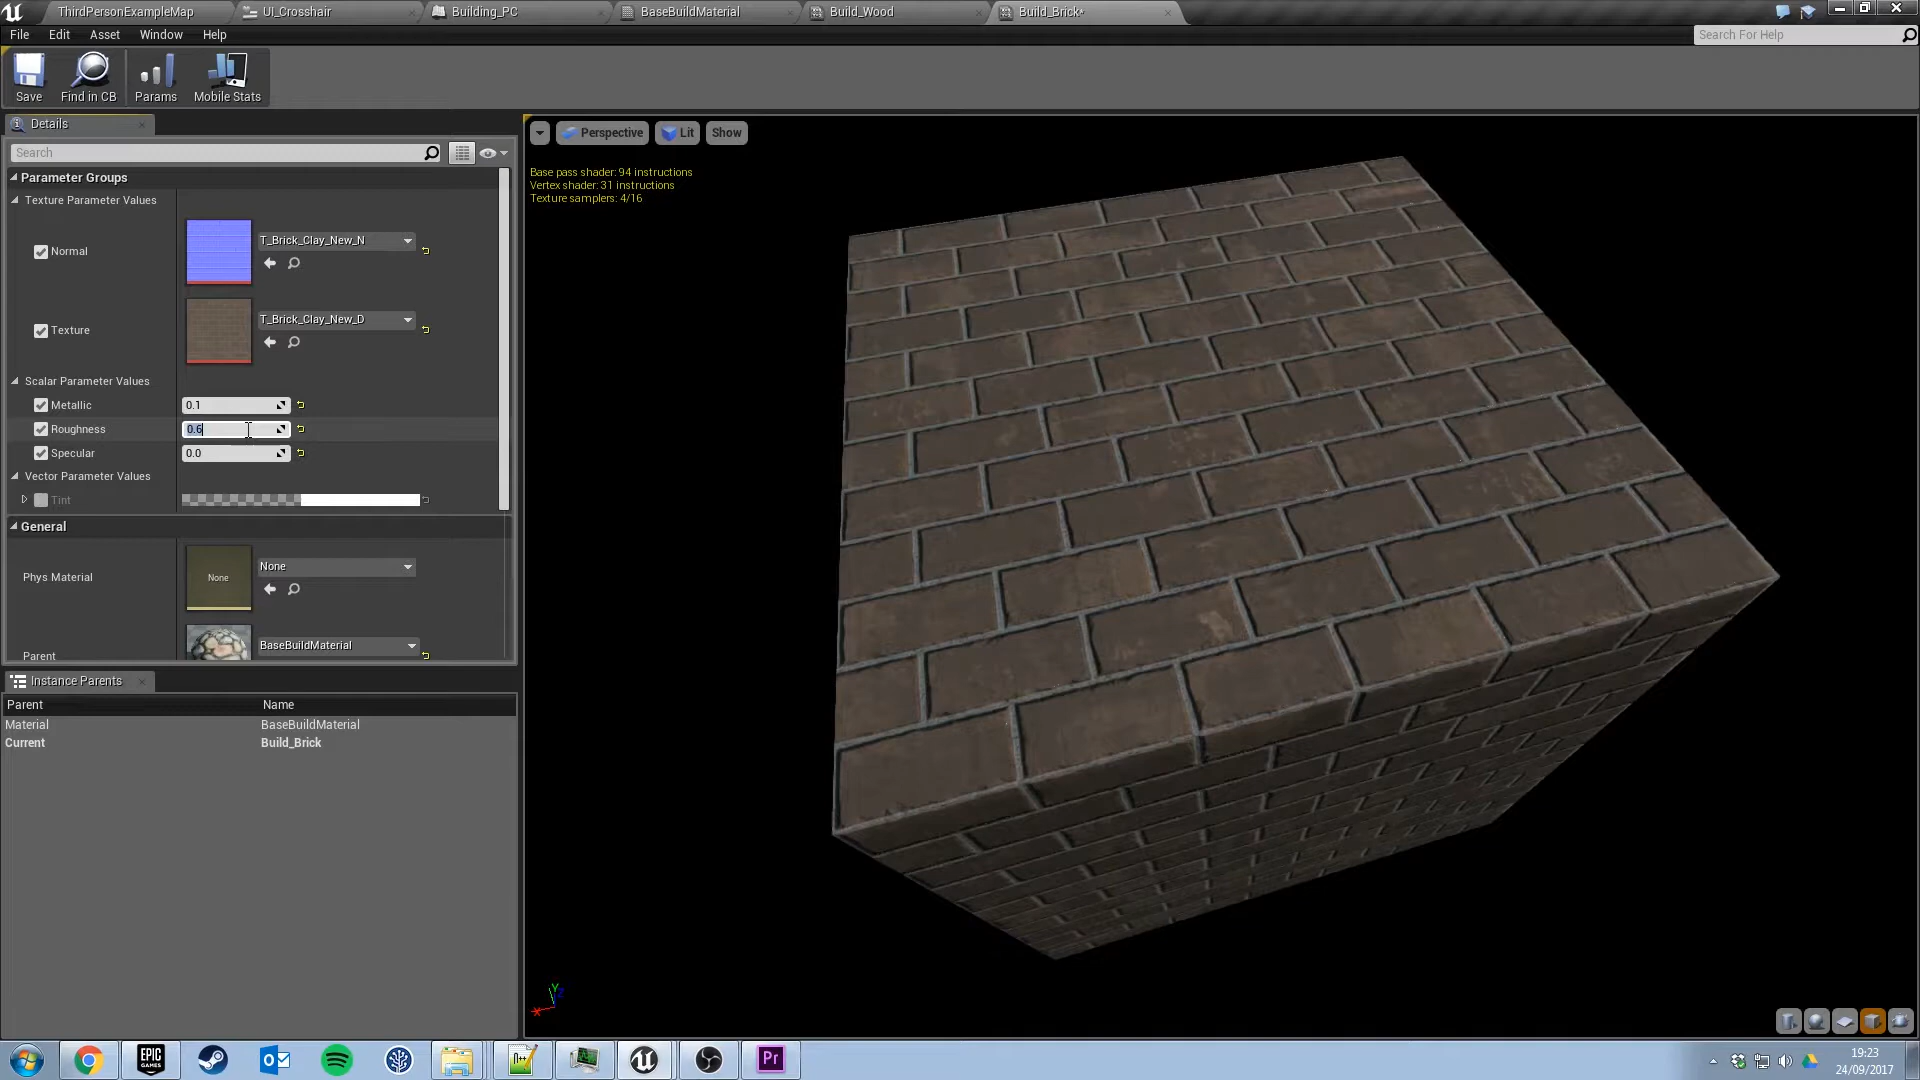 ThirdPersonExampleMap
UI_Crosshair
Building_PC
BaseBuildMaterial
Build_Wood
Build_Brick*
File Edit Asset Window Help
Search For Help
Save
Find in CB
Params
Mobile Stats
Details
Search
Perspective
Lit
Show
Base pass shader: 94 instructions
Vertex shader: 31 instructions
Texture samplers: 4/16
Parameter Groups
Texture Parameter Values
Normal
T_Brick_Clay_New_N
Texture
T_Brick_Clay_New_D
Scalar Parameter Values
Metallic 0.1
Roughness 0.6
Specular 0.0
Vector Parameter Values
Tint
General
Phys Material
None
None
Parent
BaseBuildMaterial
Instance Parents
Parent Name
Material BaseBuildMaterial
Current Build_Brick
Y
Z
X
EPIC
GAMES
Pr
19:23
24/09/2017